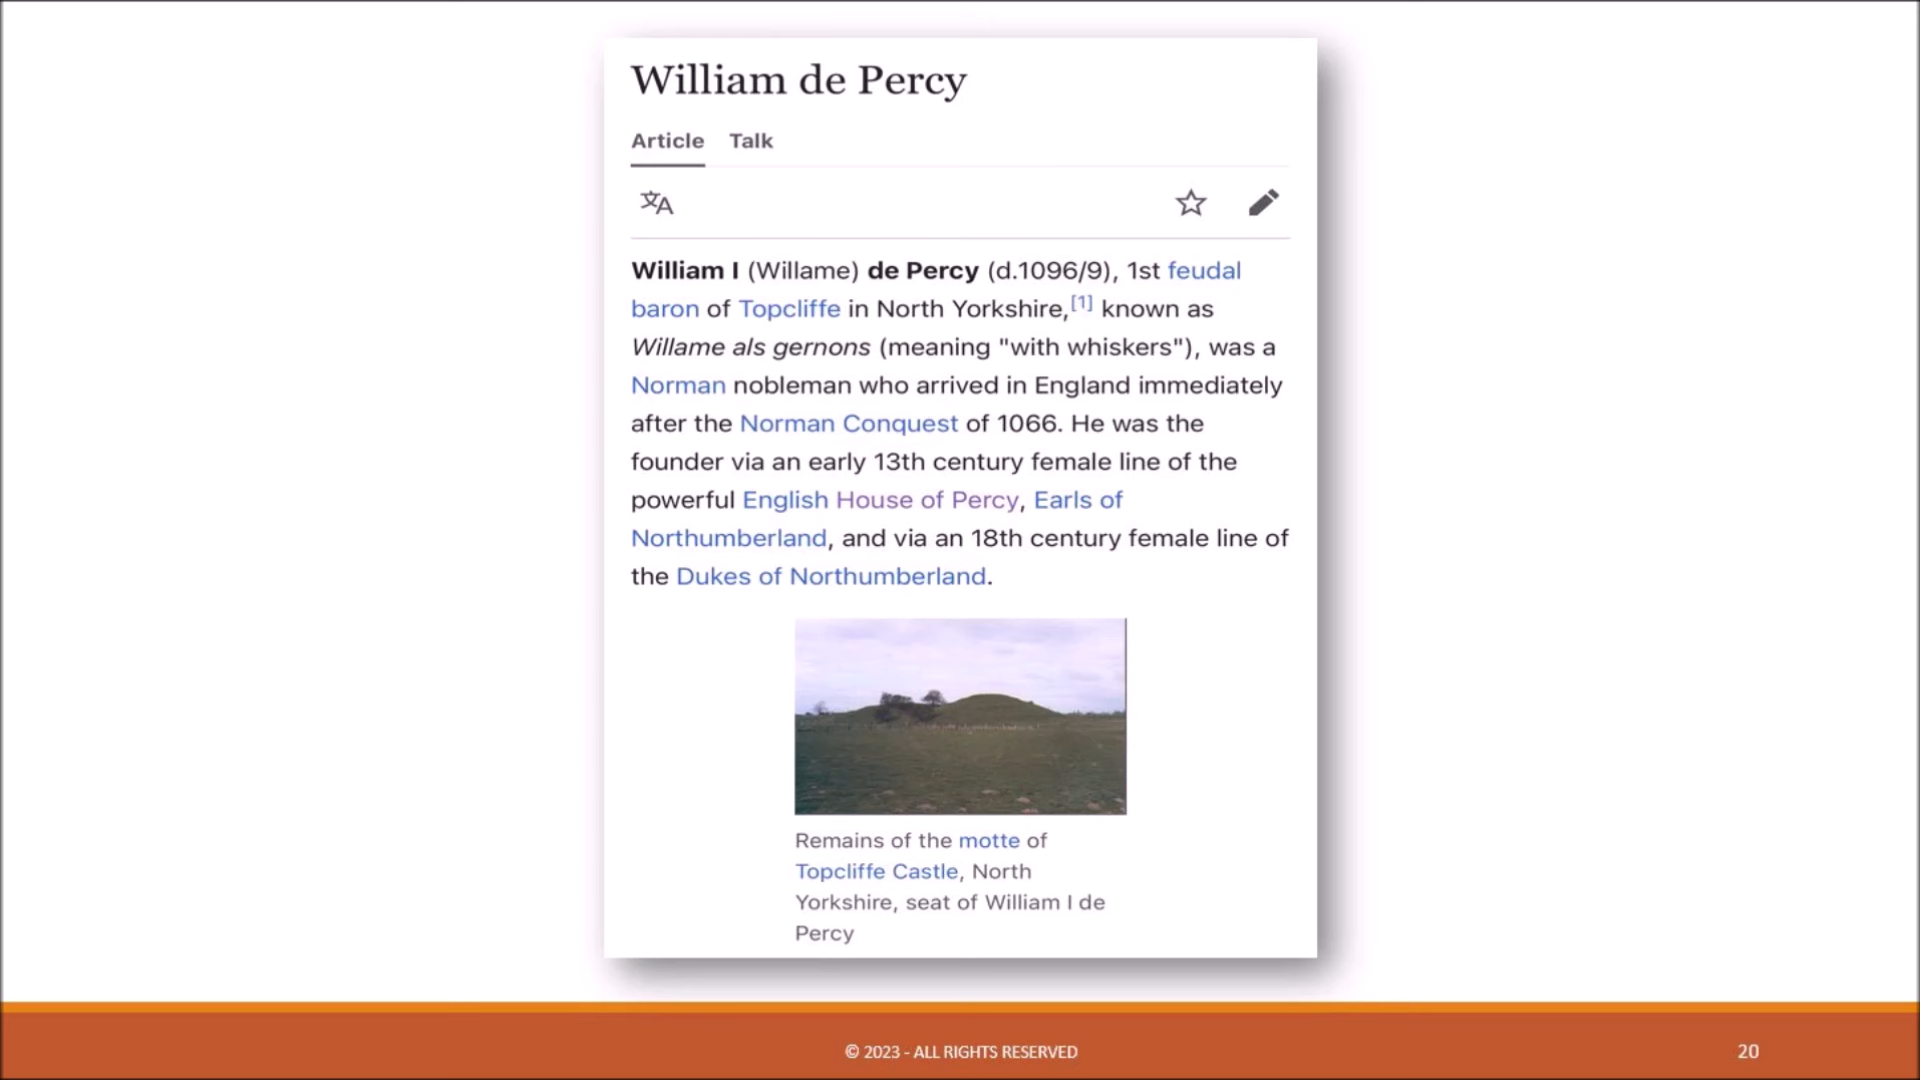 William de Percy
Article Talk
William I (Willame) de Percy (d.1096/9), 1st feudal
baron of Topcliffe in North Yorkshire,[1] known as
Willame als gernons (meaning "with whiskers"), was a
Norman nobleman who arrived in England immediately
after the Norman Conquest of 1066. He was the
founder via an early 13th century female line of the
powerful English House of Percy, Earls of
Northumberland, and via an 18th century female line of
the Dukes of Northumberland.
Remains of the motte of
Topcliffe Castle, North
Yorkshire, seat of William I de
Percy
© 2023 - ALL RIGHTS RESERVED
20